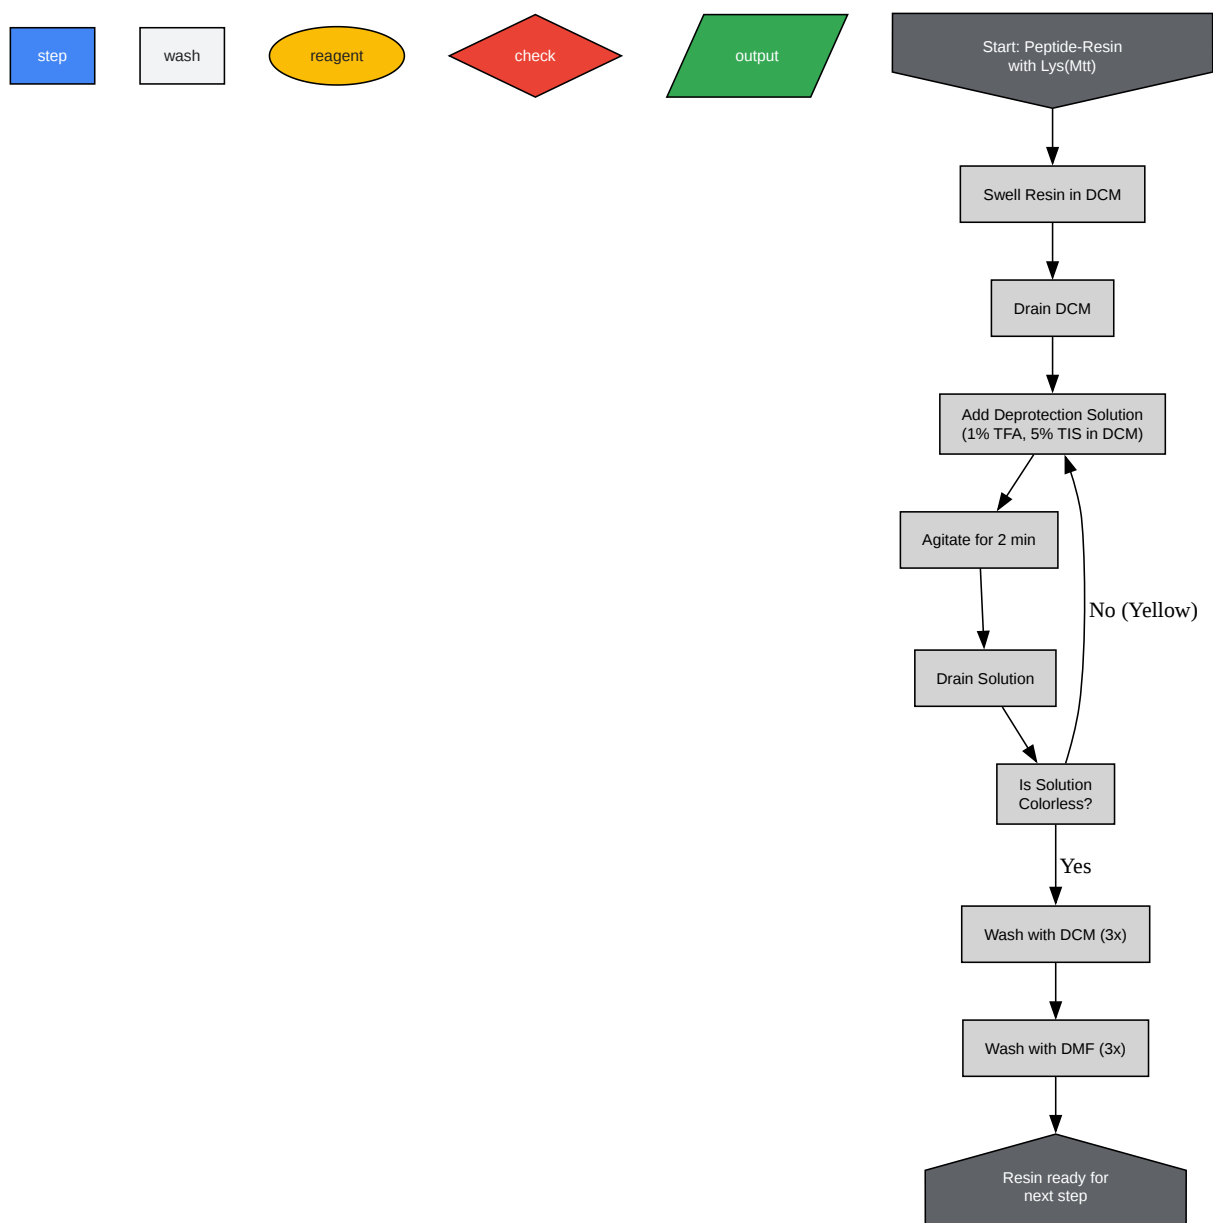 step
wash
reagent
check
output
Start: Peptide-Resin
with Lys(Mtt)
Swell Resin in DCM
Drain DCM
Add Deprotection Solution
(1% TFA, 5% TIS in DCM)
Agitate for 2 min
No (Yellow)
Drain Solution
Is Solution
Colorless?
Yes
Wash with DCM (3x)
Wash with DMF (3x)
Resin ready for
next step